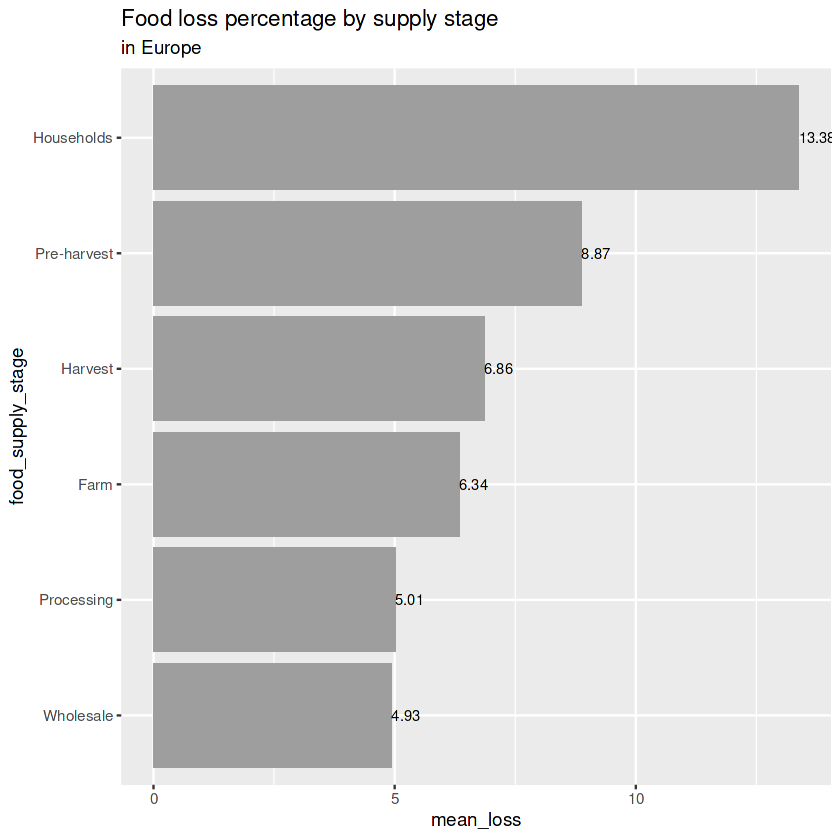 Food loss percentage by supply stage
in Europe
food_supply_stage
Households
13.38
Pre-harvest
8.87
Harvest
6.86
Farm
6.34
Processing
5.01
Wholesale
4.93
0
5
10
mean_loss